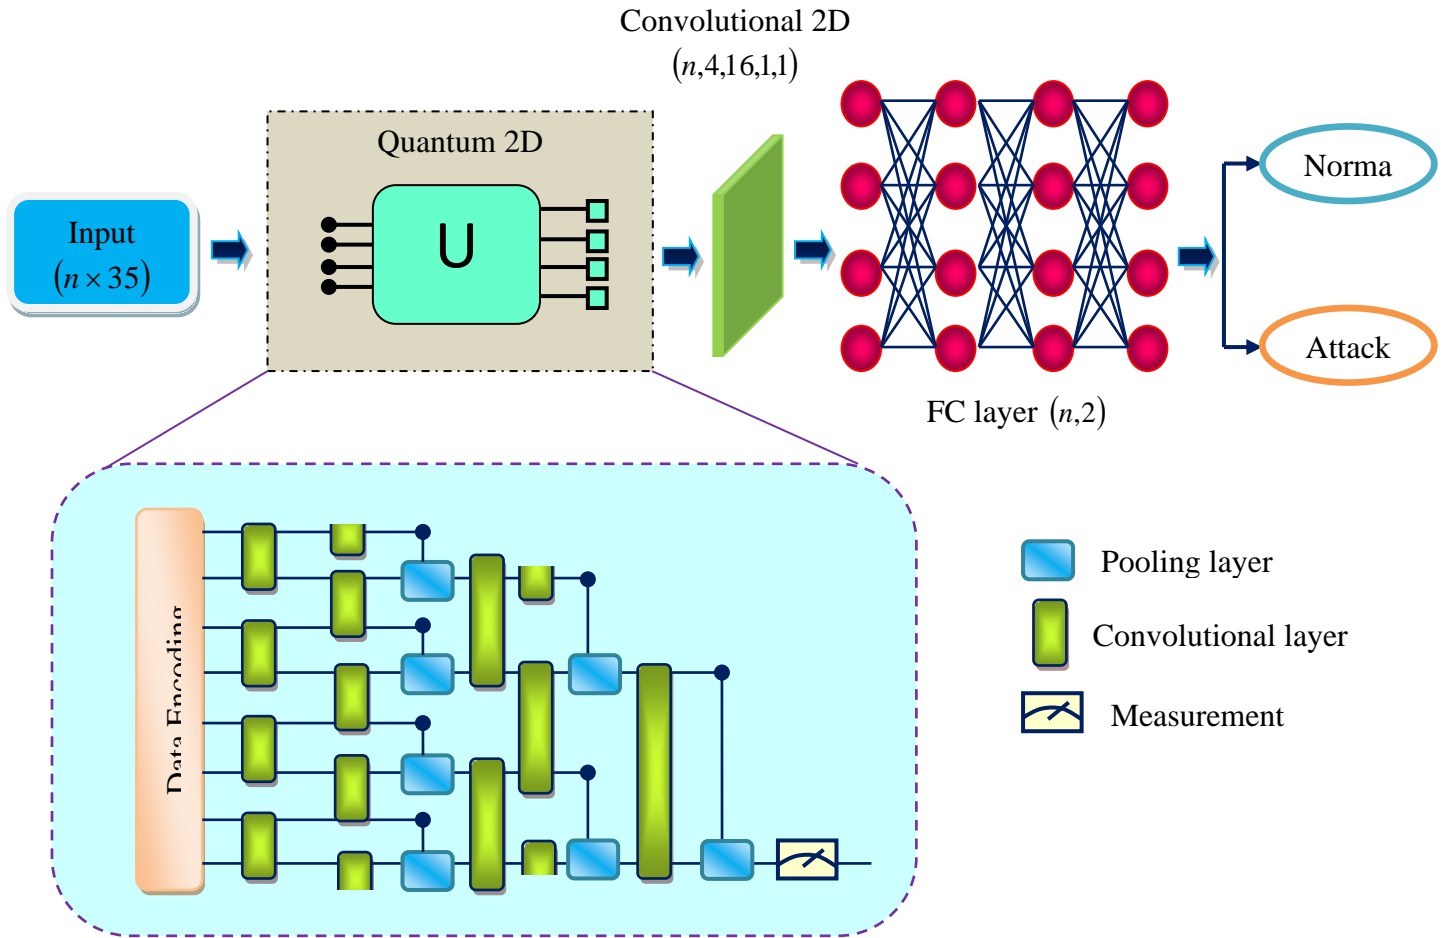 Convolutional 2D
(n,4,16,1,1)
Quantum 2D
U
Input
(n × 35)
Norma
Attack
FC layer (n,2)
Data Encoding
Pooling layer
Convolutional layer
Measurement